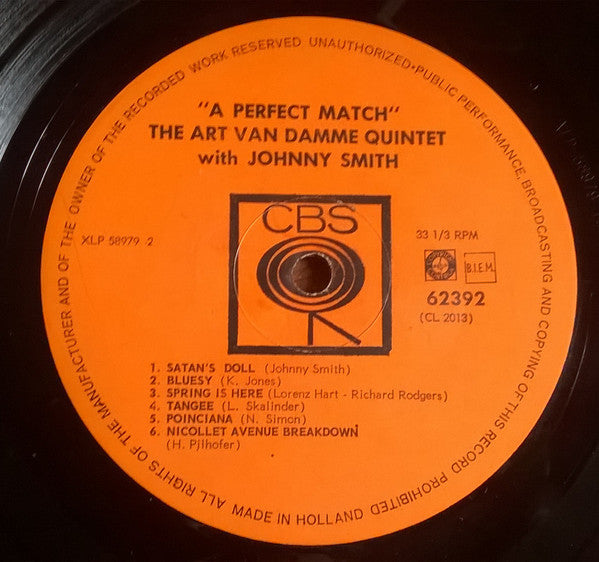 ALL RIGHTS OF THE MANUFACTURER AND OF THE OWNER OF THE RECORDED WORK RESERVED UNAUTHORIZED·PUBLIC PERFORMANCE, BROADCASTING AND COPYING OF THIS RECORD PROHIBITED
"A PERFECT MATCH"
THE ART VAN DAMME QUINTET
with JOHNNY SMITH
CBS
XLP 58979 2
33 1/3 RPM
B.I.E.M.
62392
(CL 2013)
1. SATAN'S DOLL (Johnny Smith)
2. BLUESY (K. Jones)
3. SPRING IS HERE (Lorenz Hart - Richard Rodgers)
4. TANGEE (L. Skalinder)
5. POINCIANA (N. Simon)
6. NICOLLET AVENUE BREAKDOWN
(H. Pjlhofer)
MADE IN HOLLAND